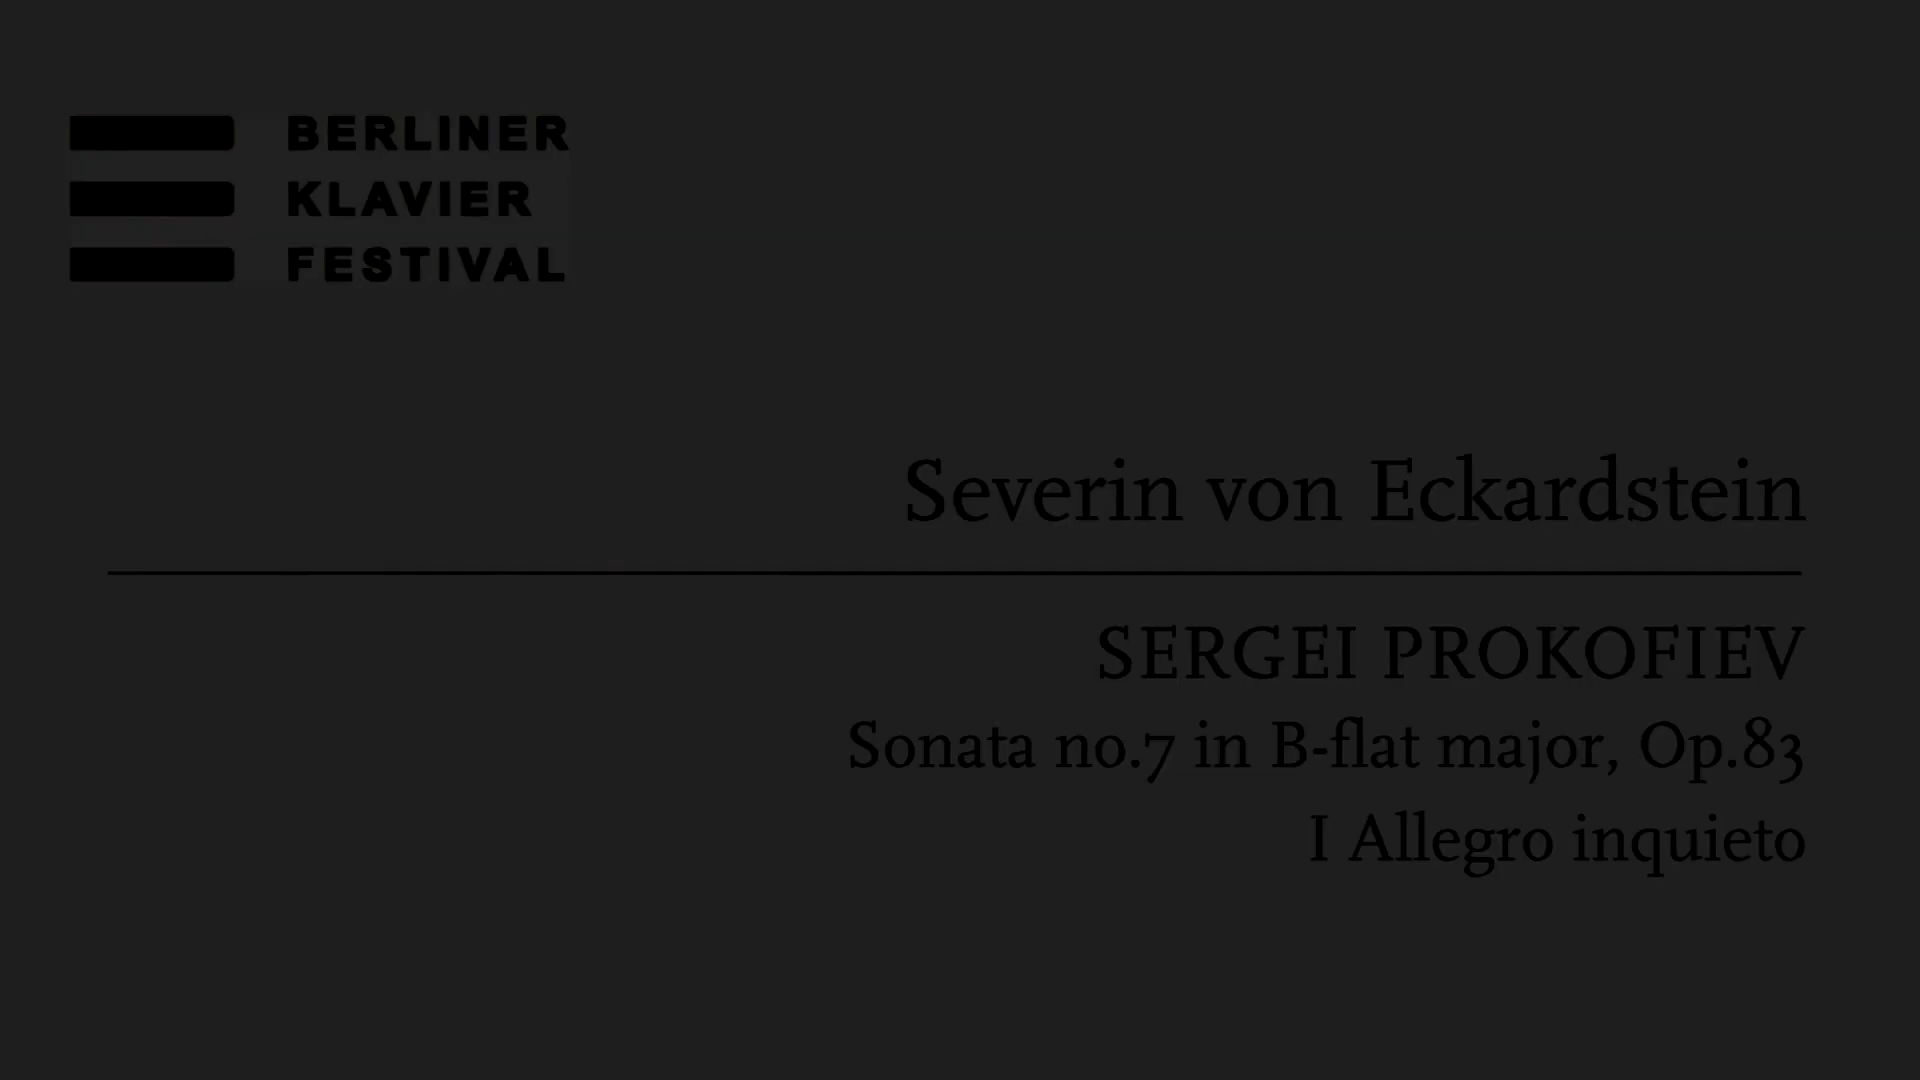 BERLINER
KLAVIER
FESTIVAL
Severin von Eckardstein
SERGEI PROKOFIEV
Sonata no.7 in B-flat major, Op.83
I Allegro inquieto